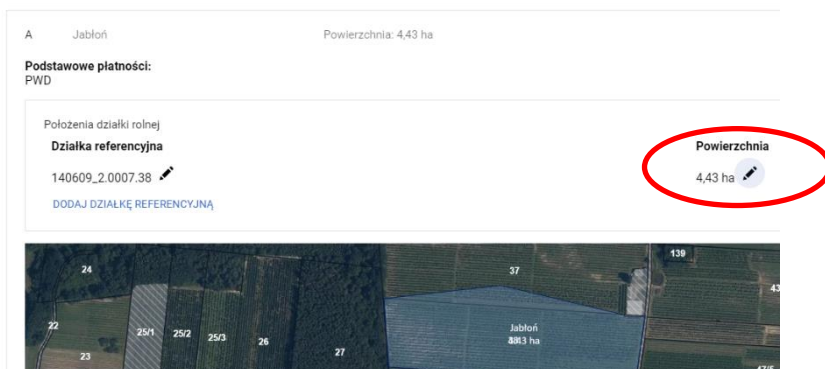 A Jabłoń Powierzchnia: 4,43 ha
Podstawowe płatności:
PWD
Położenia działki rolnej
Działka referencyjna Powierzchnia
140609_2.0007.38 4,43 ha
DODAJ DZIAŁKĘ REFERENCYJNĄ
24 37 139
22 25/1 25/2 25/3 26 Jabłoń
23 27